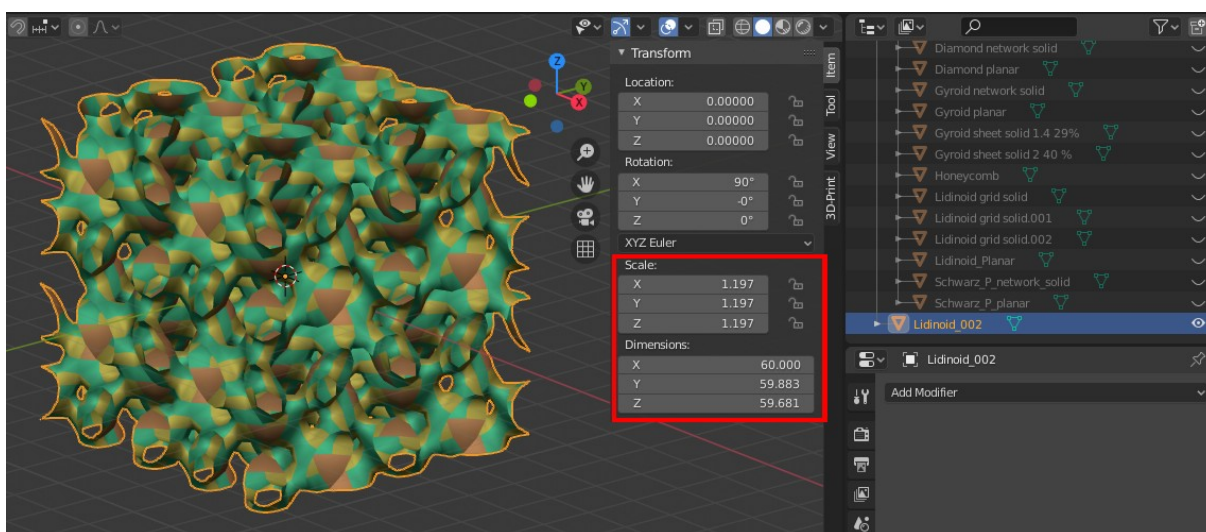 Z
Y
X
Transform
Location:
X 0.00000
Y 0.00000
Z 0.00000
Rotation:
X 90°
Y -0°
Z 0°
XYZ Euler
Scale:
X 1.197
Y 1.197
Z 1.197
Dimensions:
X 60.000
Y 59.883
Z 59.681
Item
Tool
View
3D-Print
Diamond network solid
Diamond planar
Gyroid network solid
Gyroid planar
Gyroid sheet solid 1.4 29%
Gyroid sheet solid 2 40 %
Honeycomb
Lidinoid grid solid
Lidinoid grid solid.001
Lidinoid grid solid.002
Lidinoid_Planar
Schwarz_P_network_solid
Schwarz_P_planar
Lidinoid_002
Lidinoid_002
Add Modifier